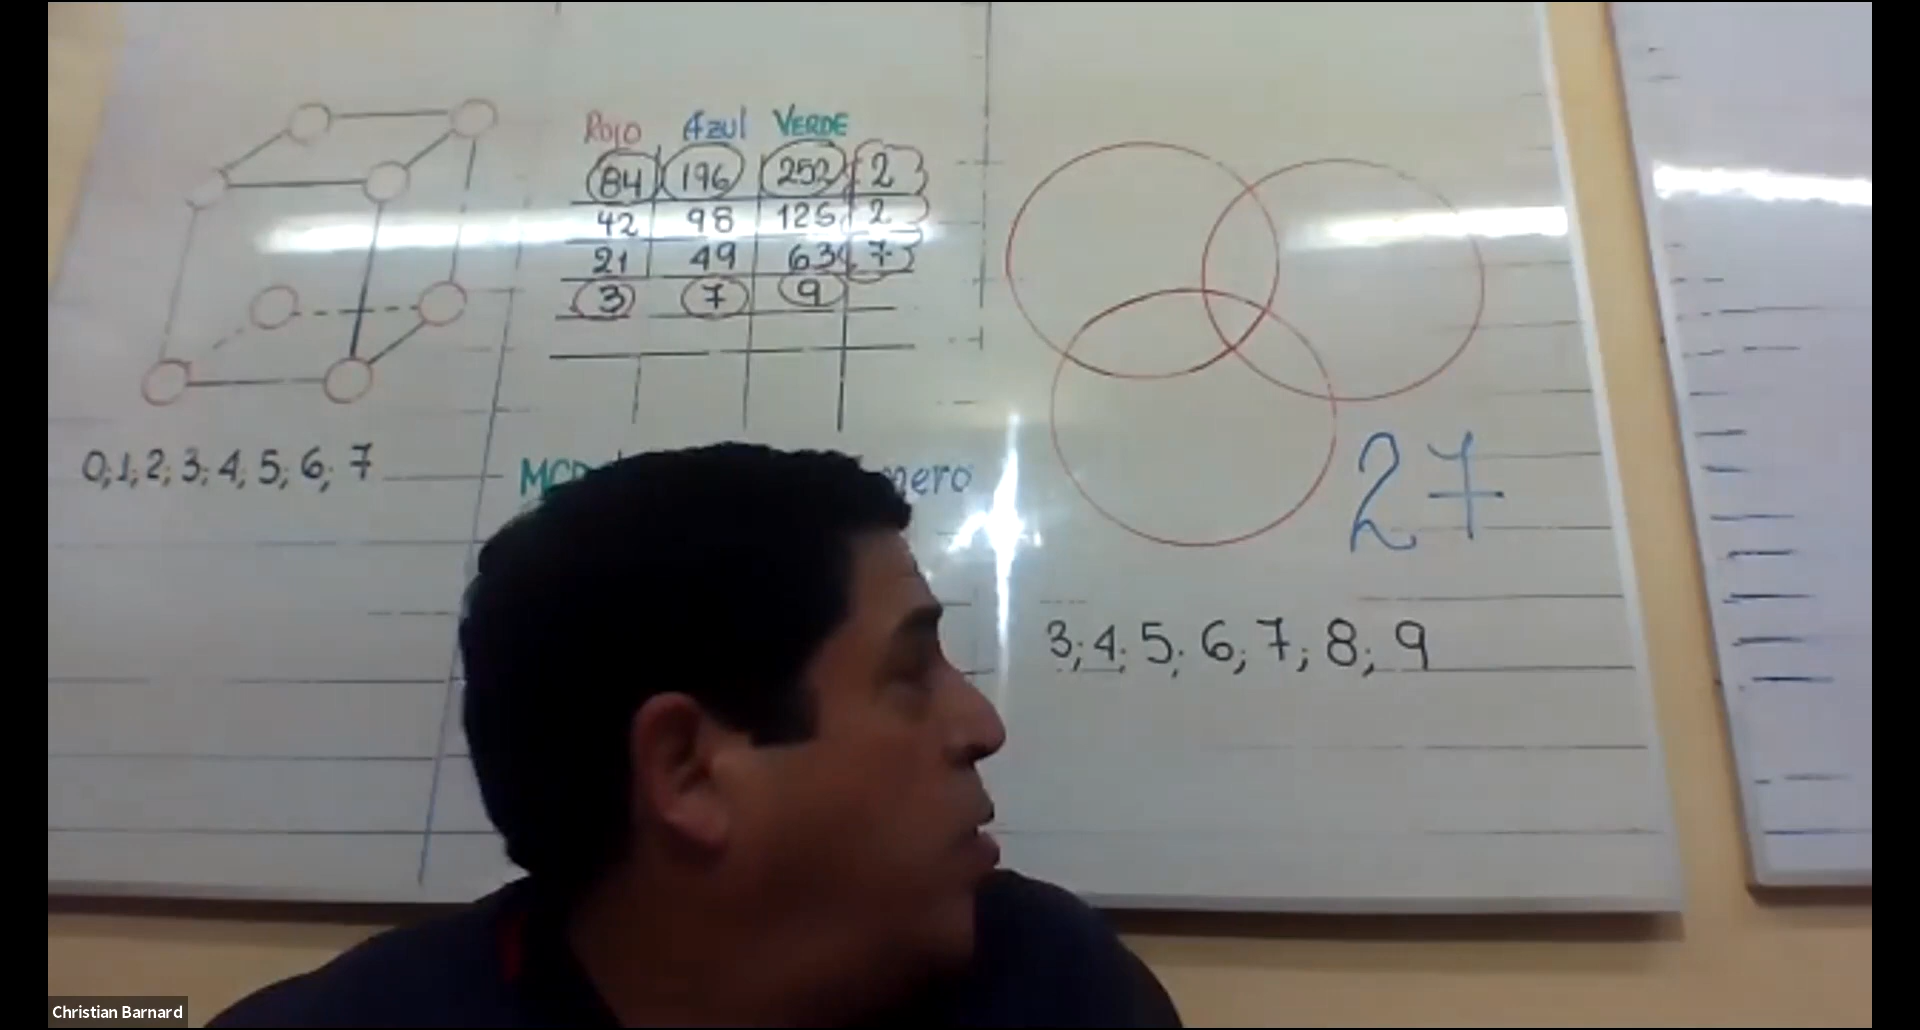 Rojo Azul VERDE
84 196 252 2
42 98 126 2
21 49 63 7
3 7 9
0; 1; 2; 3; 4; 5; 6; 7
27
3; 4; 5; 6; 7; 8; 9
Christian Barnard